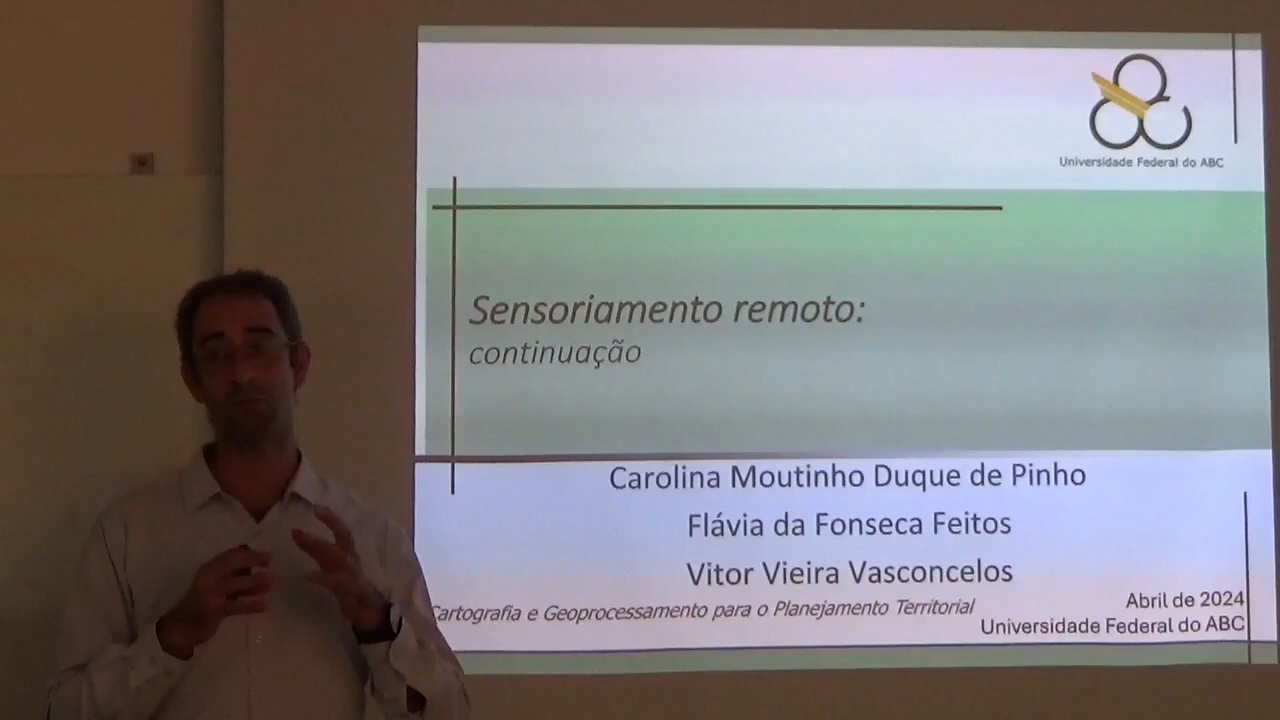 Universidade Federal do ABC
Sensoriamento remoto:
continuação
Carolina Moutinho Duque de Pinho
Flávia da Fonseca Feitos
Vitor Vieira Vasconcelos
Cartografia e Geoprocessamento para o Planejamento Territorial
Abril de 2024
Universidade Federal do ABC